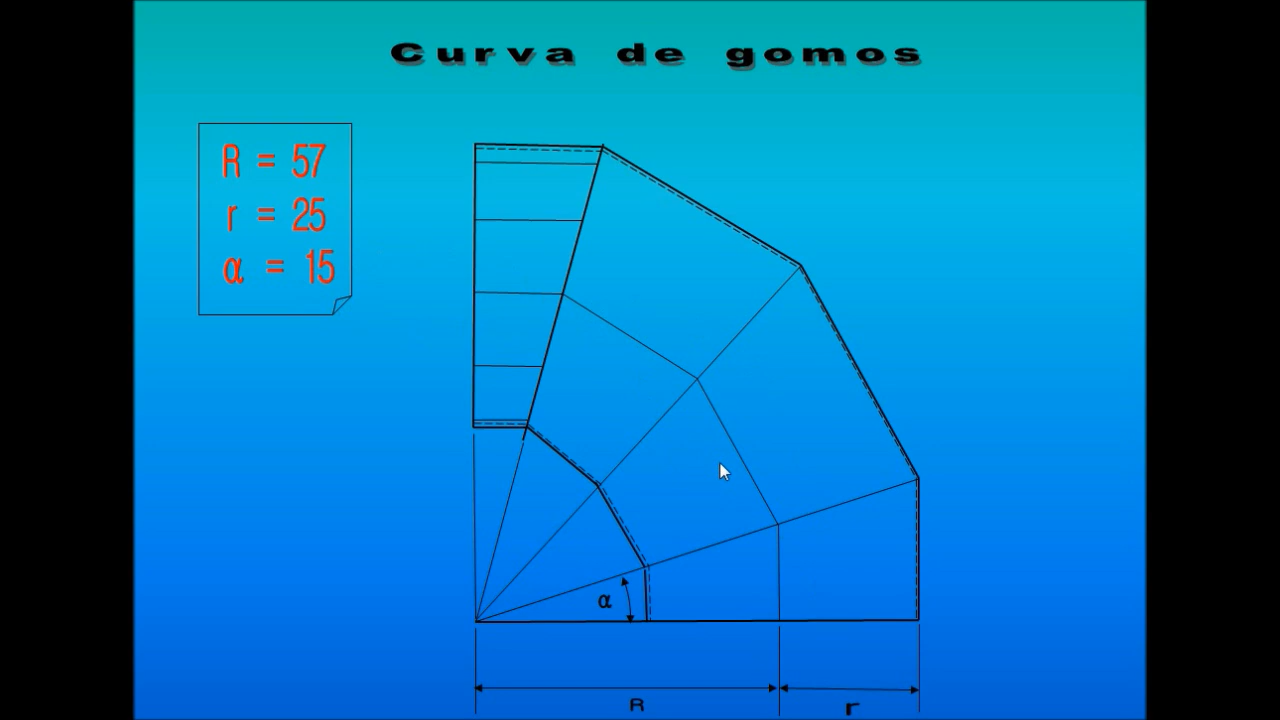 Curva de gomos
R = 57
r = 25
α = 15
α
R
r